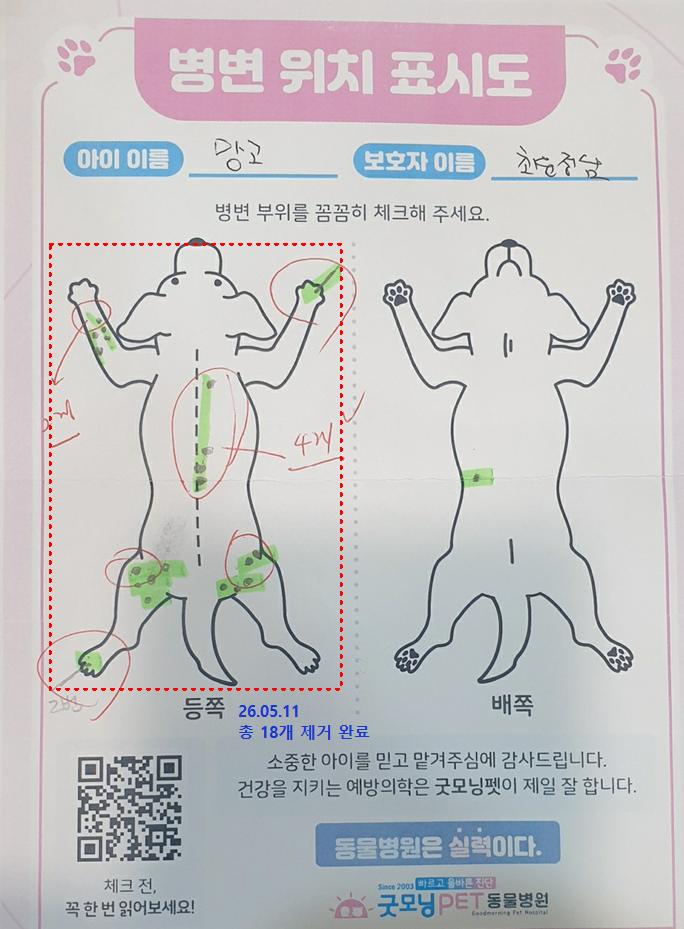 병변 위치 표시도
아이 이름 망고 보호자 이름
병변 부위를 꼼꼼히 체크해 주세요.
4개
등쪽
배쪽
26.05.11
총 18개 제거 완료
소중한 아이를 믿고 맡겨주심에 감사드립니다.
건강을 지키는 예방의학은 굿모닝펫이 제일 잘 합니다.
동물병원은 실력이다.
체크 전,
꼭 한 번 읽어보세요!
Since 2003 빠르고 올바른 진단
굿모닝PET동물병원
Goodmorning Pet Hospital